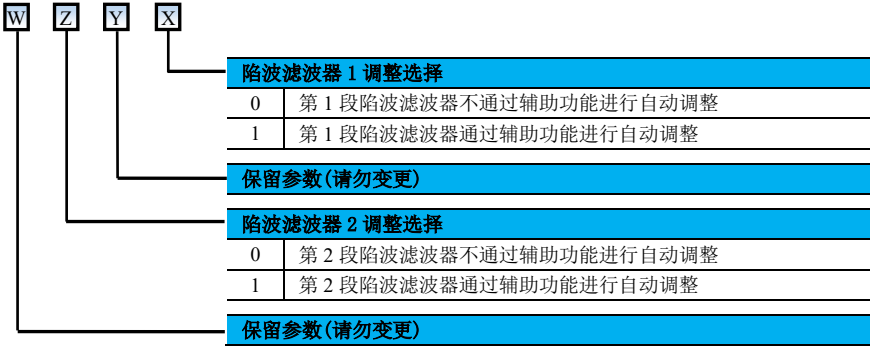 W Z Y X
陷波滤波器 1 调整选择
0 第 1 段陷波滤波器不通过辅助功能进行自动调整
1 第 1 段陷波滤波器通过辅助功能进行自动调整
保留参数(请勿变更)
陷波滤波器 2 调整选择
0 第 2 段陷波滤波器不通过辅助功能进行自动调整
1 第 2 段陷波滤波器通过辅助功能进行自动调整
保留参数(请勿变更)